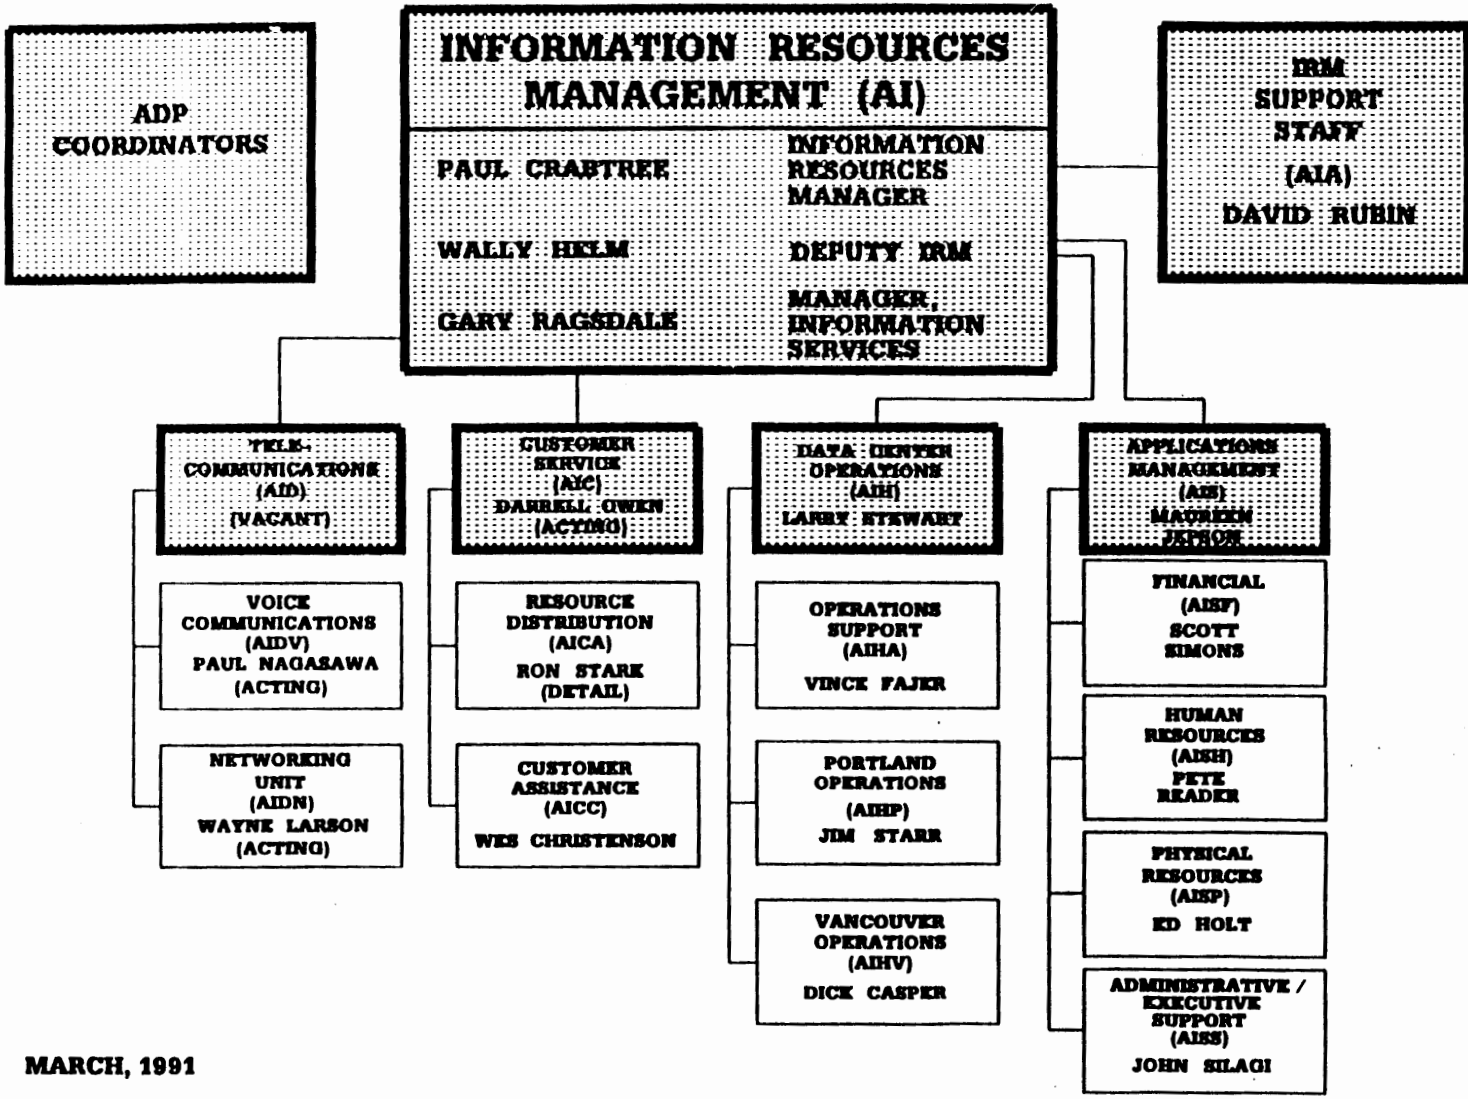 ADP
COORDINATORS
INFORMATION RESOURCES
MANAGEMENT (AI)
PAUL CRABTREE
INFORMATION
RESOURCES
MANAGER
WALLY HELM
DEPUTY IRM
GARY RAGSDALE
MANAGER,
INFORMATION
SERVICES
IRM
SUPPORT
STAFF
(AIA)
DAVID RUBIN
TELE-
COMMUNICATIONS
(AID)
(VACANT)
VOICE
COMMUNICATIONS
(AIDV)
PAUL NAGASAWA
(ACTING)
NETWORKING
UNIT
(AIDN)
WAYNE LARSON
(ACTING)
CUSTOMER
SERVICE
(AIC)
DARRELL OWEN
(ACTING)
RESOURCE
DISTRIBUTION
(AICA)
RON STARK
(DETAIL)
CUSTOMER
ASSISTANCE
(AICC)
WES CHRISTENSON
DATA CENTER
OPERATIONS
(AIH)
LARRY STEWART
OPERATIONS
SUPPORT
(AIHA)
VINCE FAJER
PORTLAND
OPERATIONS
(AIHP)
JIM STARR
VANCOUVER
OPERATIONS
(AIHV)
DICK CASPER
APPLICATIONS
MANAGEMENT
(AIS)
MAUREEN
JEPSON
FINANCIAL
(AISF)
SCOTT
SIMONS
HUMAN
RESOURCES
(AISH)
PETE
READER
PHYSICAL
RESOURCES
(AISP)
ED HOLT
ADMINISTRATIVE /
EXECUTIVE
SUPPORT
(AISS)
JOHN SILAGI
MARCH, 1991